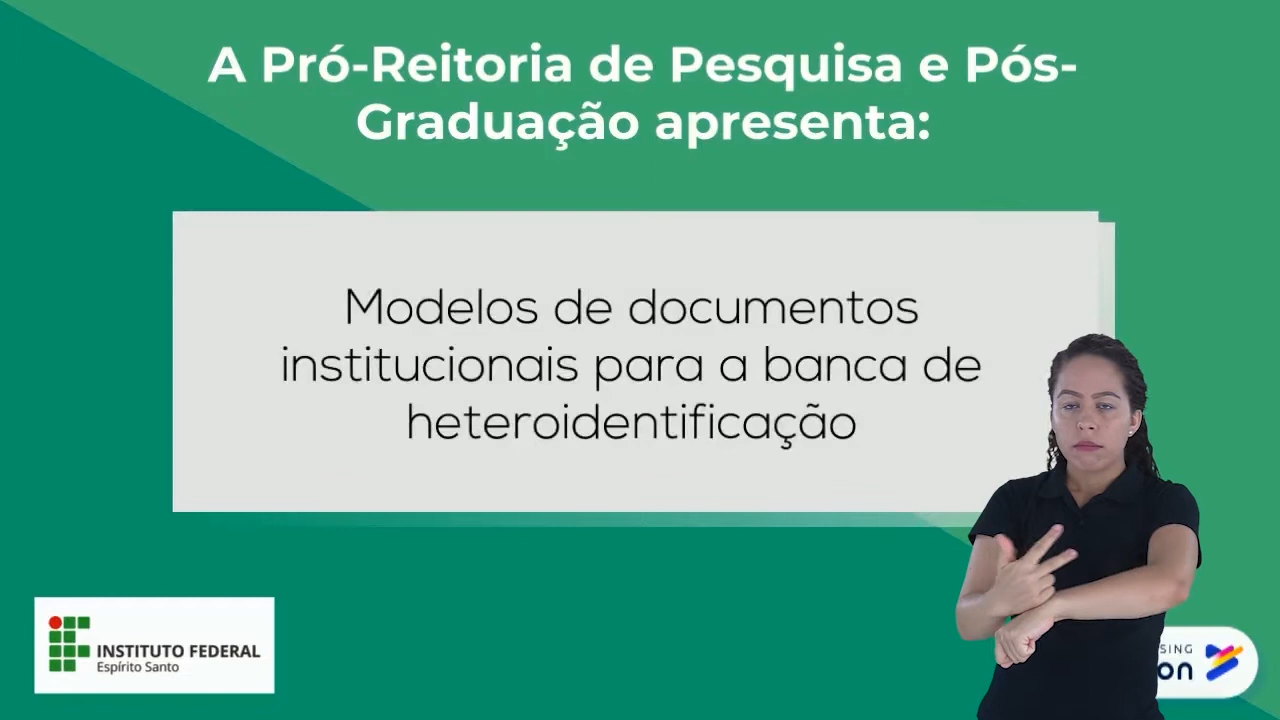 A Pró-Reitoria de Pesquisa e Pós-
Graduação apresenta:
Modelos de documentos
institucionais para a banca de
heteroidentificação
INSTITUTO FEDERAL
Espírito Santo